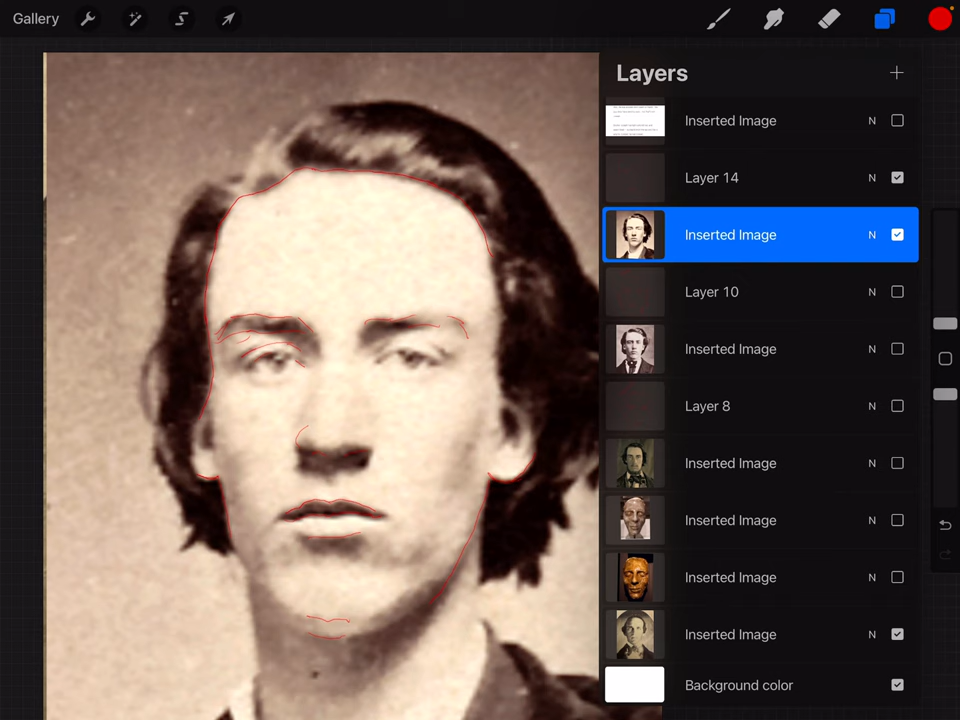 Gallery
Layers
Inserted Image N
Layer 14 N
Inserted Image N
Layer 10 N
Inserted Image N
Layer 8 N
Inserted Image N
Inserted Image N
Inserted Image N
Inserted Image N
Background color